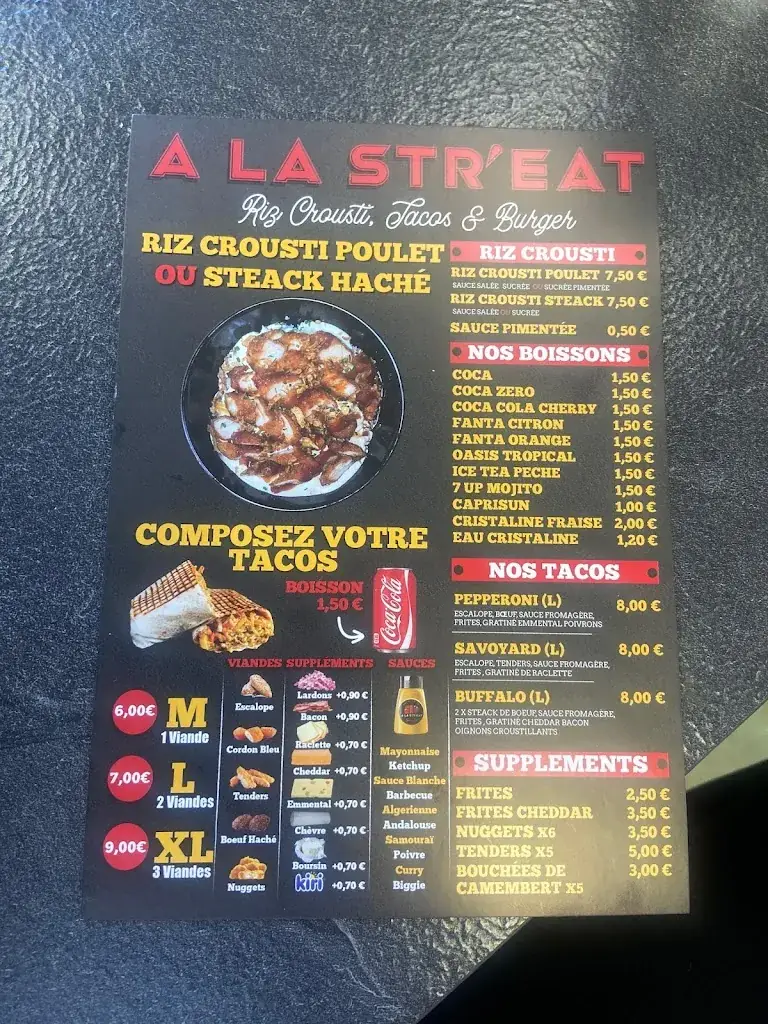 A LA STR'EAT
Riz Crousti, Tacos & Burger
RIZ CROUSTI POULET
OU STEACK HACHÉ
RIZ CROUSTI
RIZ CROUSTI POULET 7,50 €
SAUCE SALÉE SUCRÉE OU SUCRÉE PIMENTÉE
RIZ CROUSTI STEACK 7,50 €
SAUCE SALÉE OU SUCRÉE
SAUCE PIMENTÉE 0,50 €
NOS BOISSONS
COCA 1,50 €
COCA ZERO 1,50 €
COCA COLA CHERRY 1,50 €
FANTA CITRON 1,50 €
FANTA ORANGE 1,50 €
OASIS TROPICAL 1,50 €
ICE TEA PECHE 1,50 €
7 UP MOJITO 1,50 €
CAPRISUN 1,00 €
CRISTALINE FRAISE 2,00 €
EAU CRISTALINE 1,20 €
COMPOSEZ VOTRE
TACOS
BOISSON
1,50 €
Coca-Cola
VIANDES SUPPLEMENTS SAUCES
6,00€ M
1 Viande
7,00€ L
2 Viandes
9,00€ XL
3 Viandes
Escalope
Cordon Bleu
Tenders
Boeuf Haché
Nuggets
Lardons +0,90 €
Bacon +0,90 €
Raclette +0,70 €
Cheddar +0,70 €
Emmental +0,70 €
Chèvre +0,70 €
Boursin +0,70 €
kiri +0,70 €
Mayonnaise
Ketchup
Sauce Blanche
Barbecue
Algerienne
Andalouse
Samouraï
Poivre
Curry
Biggie
NOS TACOS
PEPPERONI (L) 8,00 €
ESCALOPE, BŒUF, SAUCE FROMAGÈRE,
FRITES, GRATINÉ EMMENTAL POIVRONS
SAVOYARD (L) 8,00 €
ESCALOPE, TENDERS, SAUCE FROMAGÈRE,
FRITES , GRATINÉ DE RACLETTE
BUFFALO (L) 8,00 €
2 X STEAK DE BOEUF, SAUCE FROMAGÈRE,
FRITES , GRATINÉ CHEDDAR BACON
OIGNONS CROUSTILLANTS
SUPPLEMENTS
FRITES 2,50 €
FRITES CHEDDAR 3,50 €
NUGGETS X6 3,50 €
TENDERS X5 5,00 €
BOUCHÉES DE 3,00 €
CAMEMBERT X5